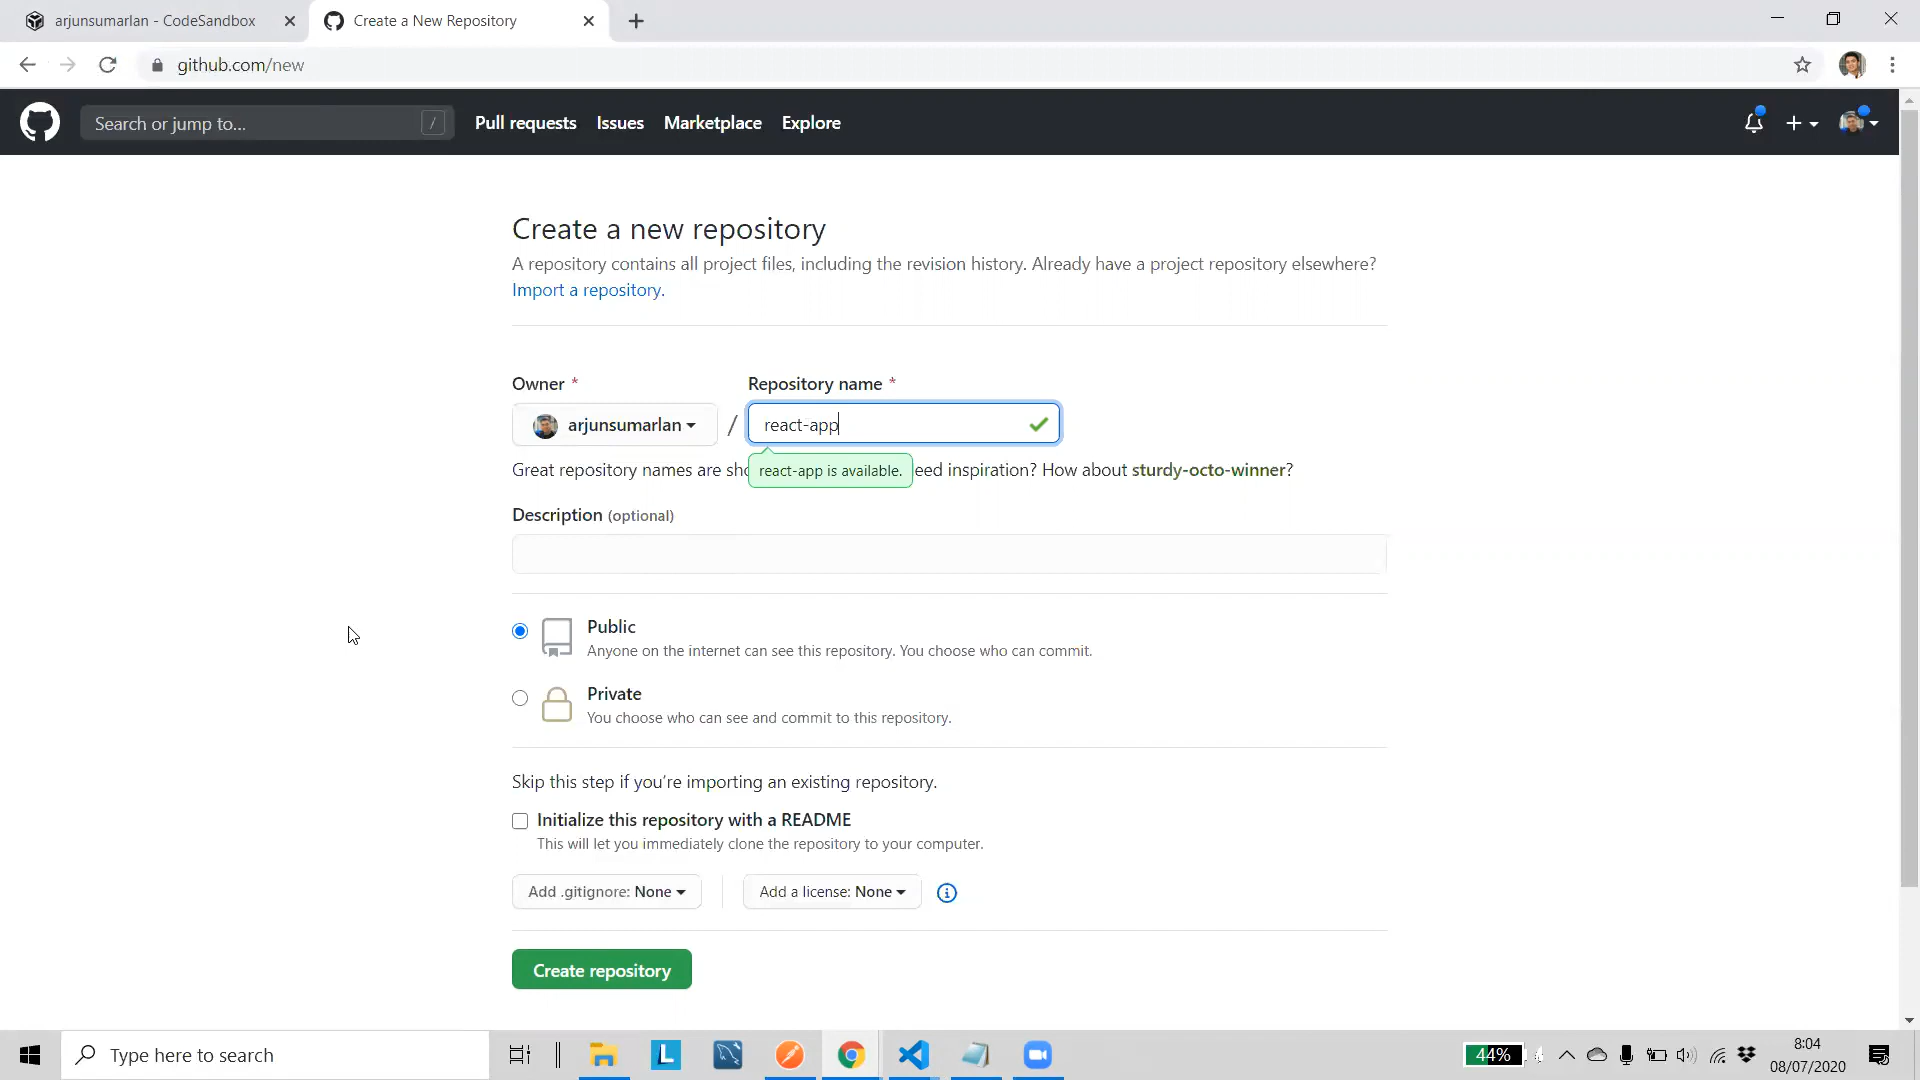 arjunsumarlan - CodeSandbox
Create a New Repository
github.com/new
Search or jump to...
/
Pull requests
Issues
Marketplace
Explore
Create a new repository
A repository contains all project files, including the revision history. Already have a project repository elsewhere?
Import a repository.
Owner *
Repository name *
arjunsumarlan
/
react-app
Great repository names are sho
react-app is available.
eed inspiration? How about sturdy-octo-winner?
Description (optional)
Public
Anyone on the internet can see this repository. You choose who can commit.
Private
You choose who can see and commit to this repository.
Skip this step if you’re importing an existing repository.
Initialize this repository with a README
This will let you immediately clone the repository to your computer.
Add .gitignore: None
Add a license: None
Create repository
Type here to search
L
44%
8:04
08/07/2020